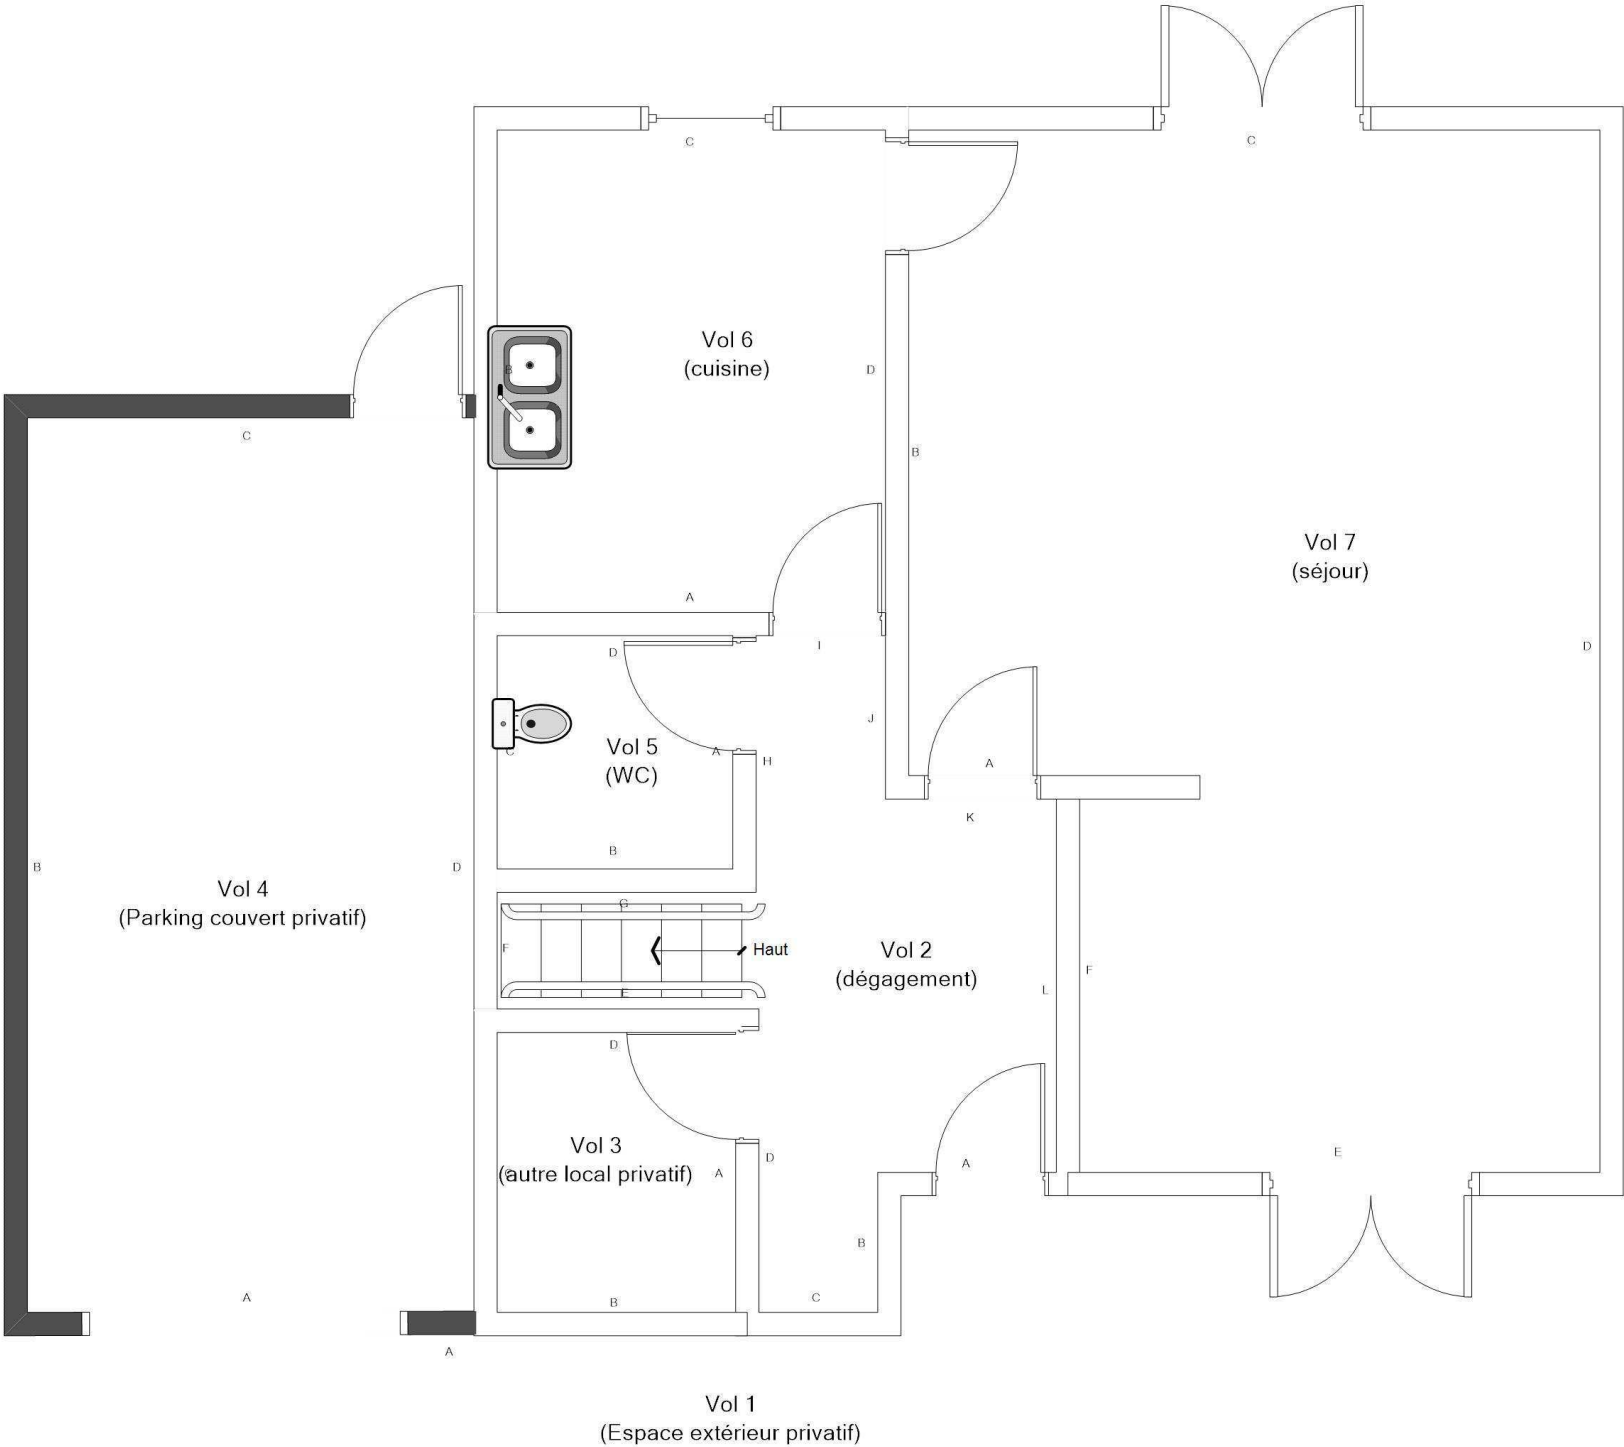 C
C
Vol 6
(cuisine)
B
D
C
B
Vol 7
(séjour)
A
I
D
D
J
Vol 5
(WC)
C
A
H
A
K
B
B
D
Vol 4
(Parking couvert privatif)
G
F
Haut
E
Vol 2
(dégagement)
L
F
D
Vol 3
(autre local privatif)
C
A
D
A
E
B
A
B
C
A
Vol 1
(Espace extérieur privatif)